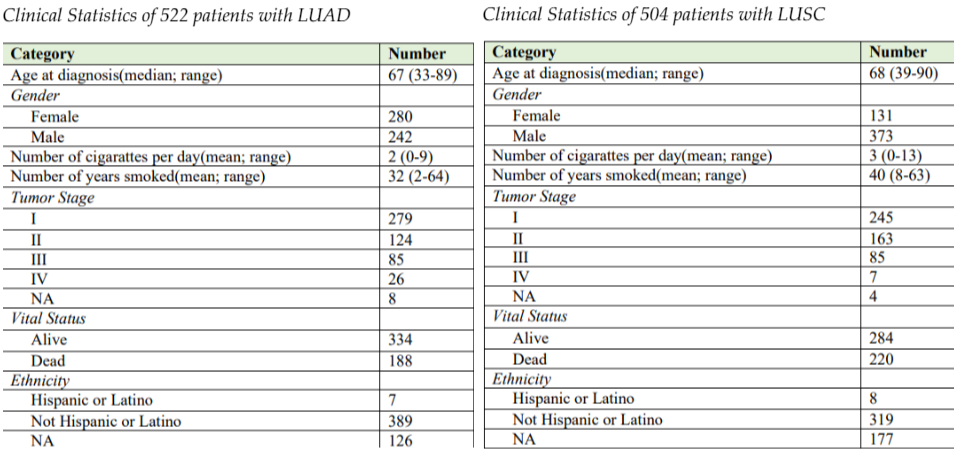 Clinical Statistics of 522 patients with LUAD
Category Number
Age at diagnosis(median; range) 67 (33-89)
Gender
Female 280
Male 242
Number of cigarattes per day(mean; range) 2 (0-9)
Number of years smoked(mean; range) 32 (2-64)
Tumor Stage
I 279
II 124
III 85
IV 26
NA 8
Vital Status
Alive 334
Dead 188
Ethnicity
Hispanic or Latino 7
Not Hispanic or Latino 389
NA 126
Clinical Statistics of 504 patients with LUSC
Category Number
Age at diagnosis(median; range) 68 (39-90)
Gender
Female 131
Male 373
Number of cigarattes per day(mean; range) 3 (0-13)
Number of years smoked(mean; range) 40 (8-63)
Tumor Stage
I 245
II 163
III 85
IV 7
NA 4
Vital Status
Alive 284
Dead 220
Ethnicity
Hispanic or Latino 8
Not Hispanic or Latino 319
NA 177